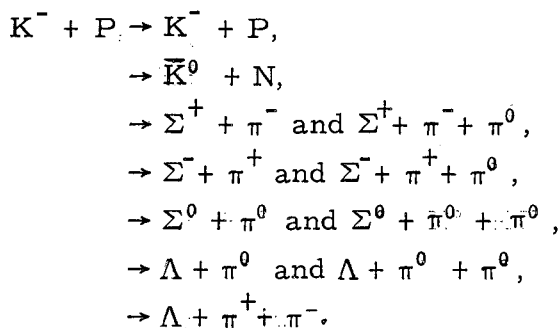 K⁻ + P → K⁻ + P,
→ K̅⁰ + N,
→ Σ⁺ + π⁻ and Σ⁺ + π⁻ + π⁰,
→ Σ⁻ + π⁺ and Σ⁻ + π⁺ + π⁰,
→ Σ⁰ + π⁰ and Σ⁰ + π⁰ + π⁰,
→ Λ + π⁰ and Λ + π⁰ + π⁰,
→ Λ + π⁺ + π⁻.